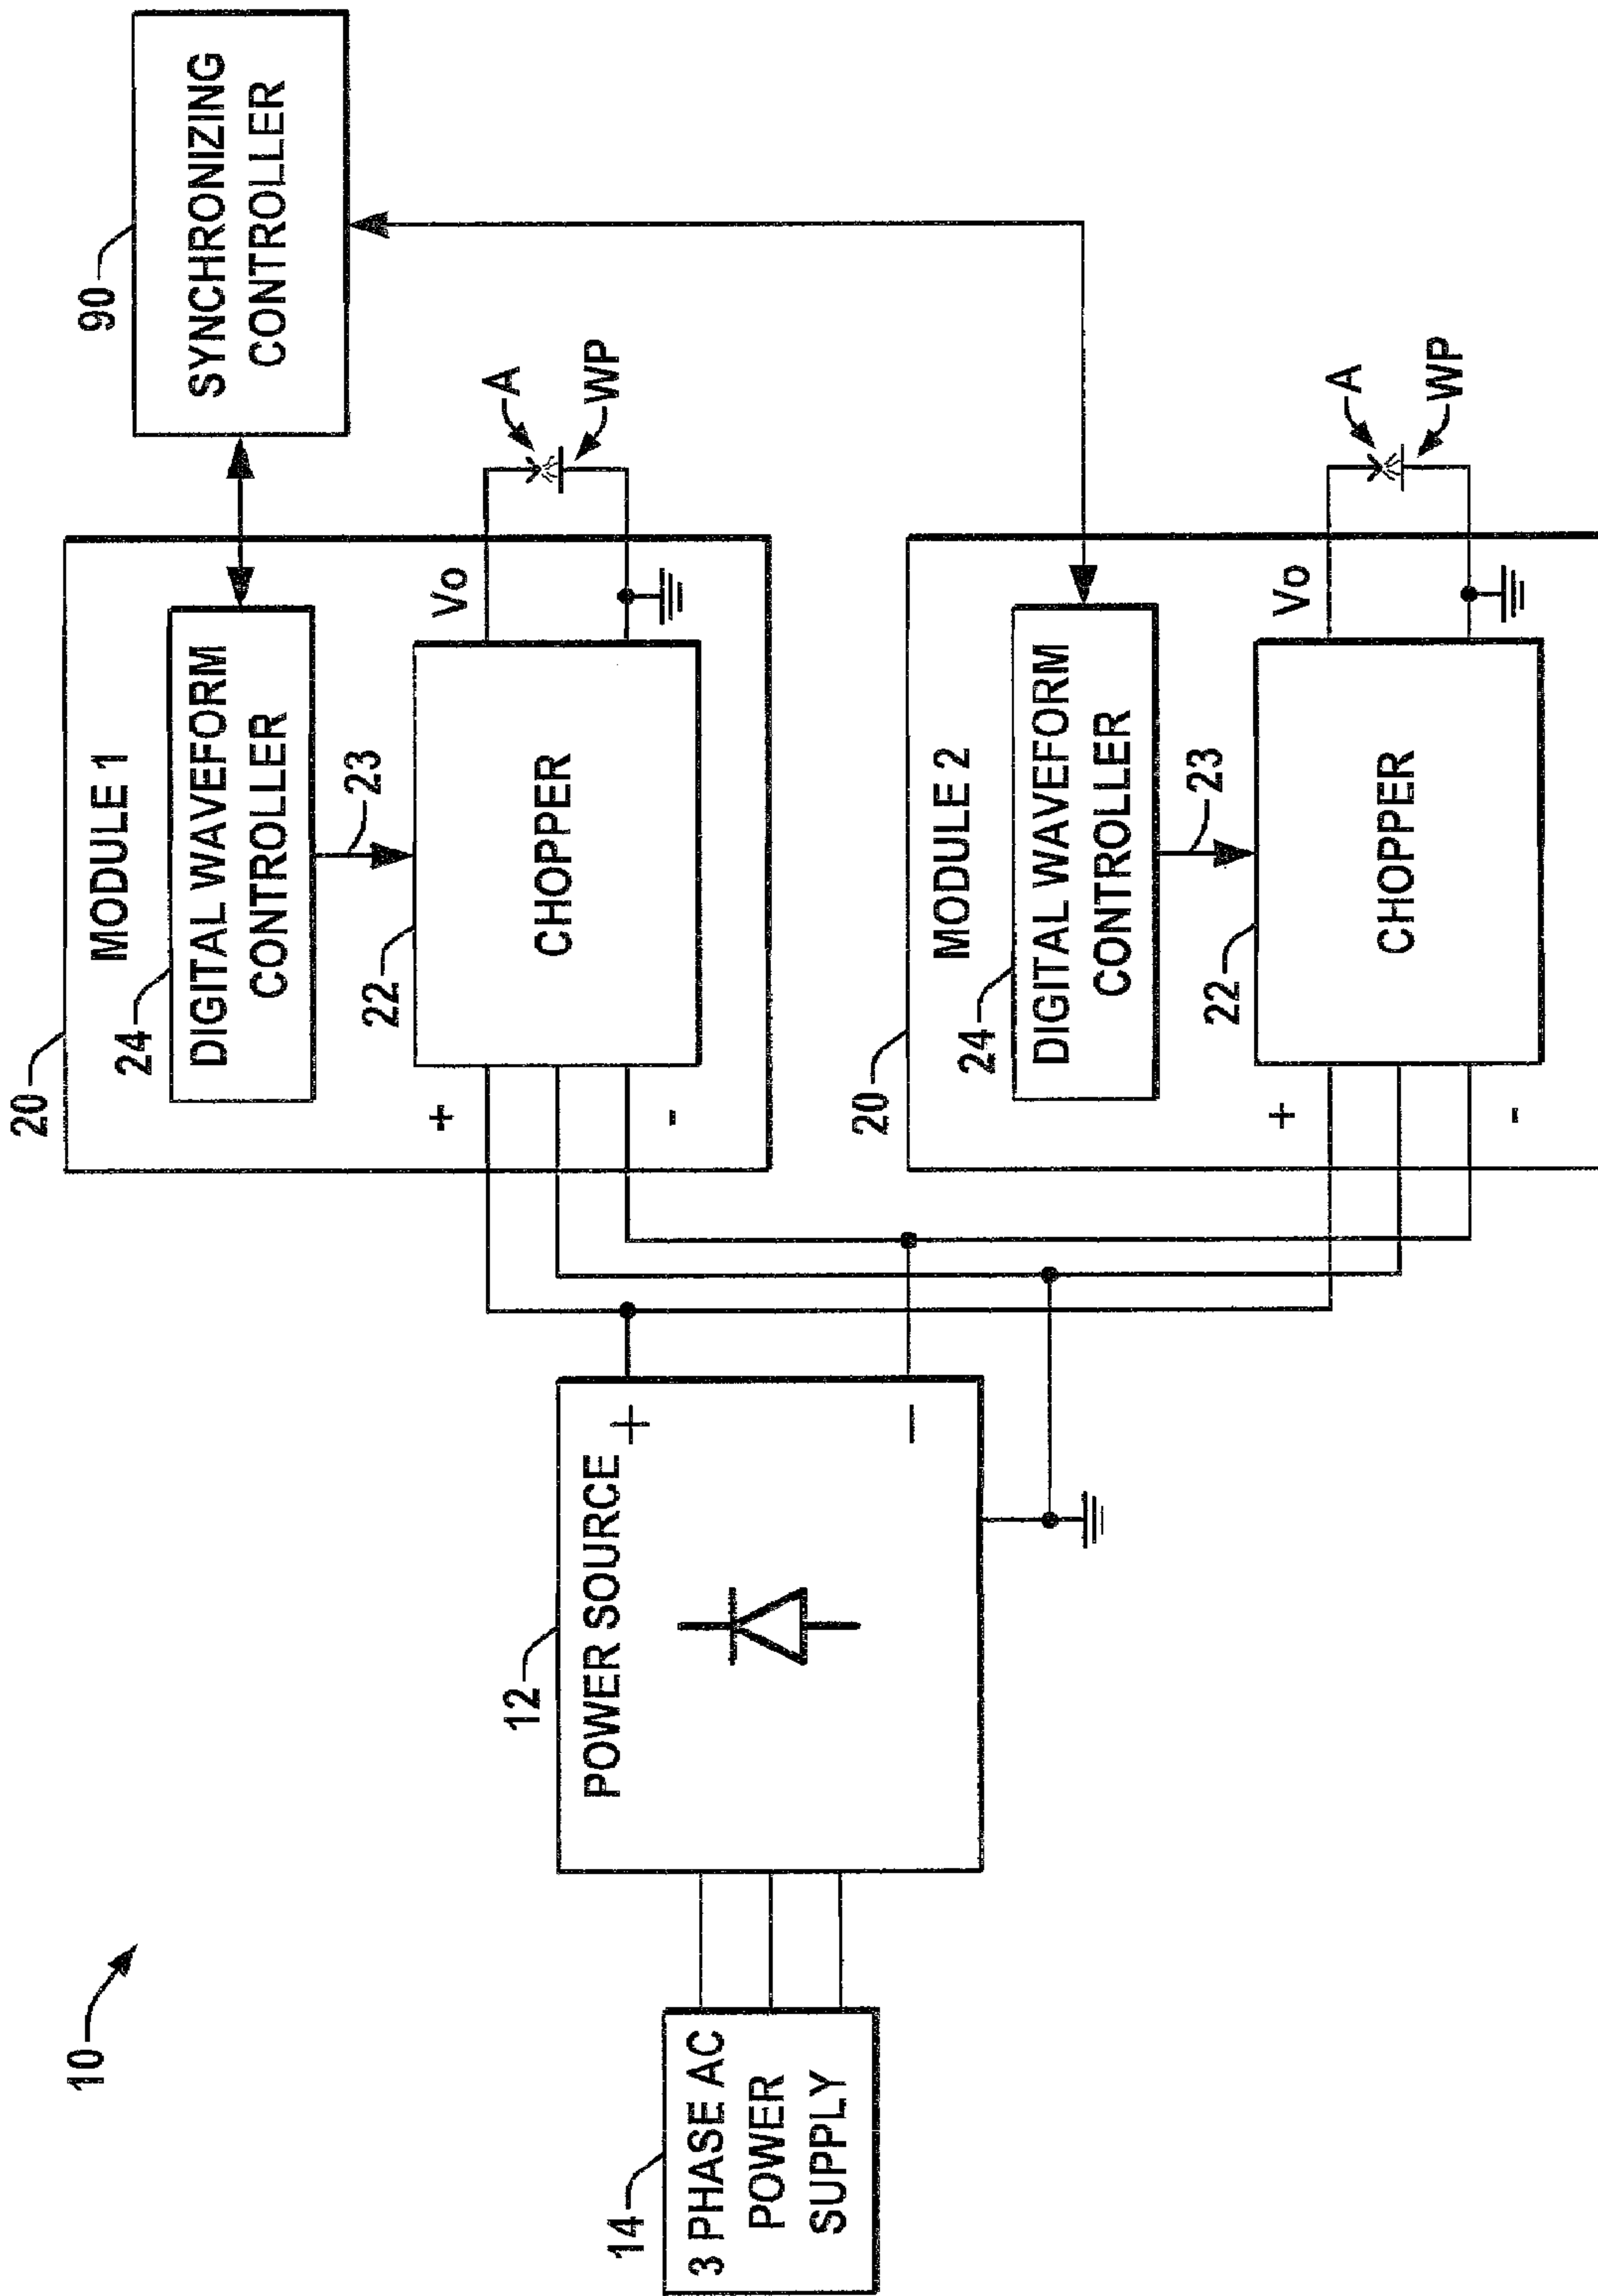 10
14
3 PHASE AC
POWER
SUPPLY
12
POWER SOURCE
+
−
20
MODULE 1
24
DIGITAL WAVEFORM
CONTROLLER
23
22
CHOPPER
+
-
Vo
A
WP
90
SYNCHRONIZING
CONTROLLER
20
MODULE 2
24
DIGITAL WAVEFORM
CONTROLLER
23
22
CHOPPER
+
-
Vo
A
WP